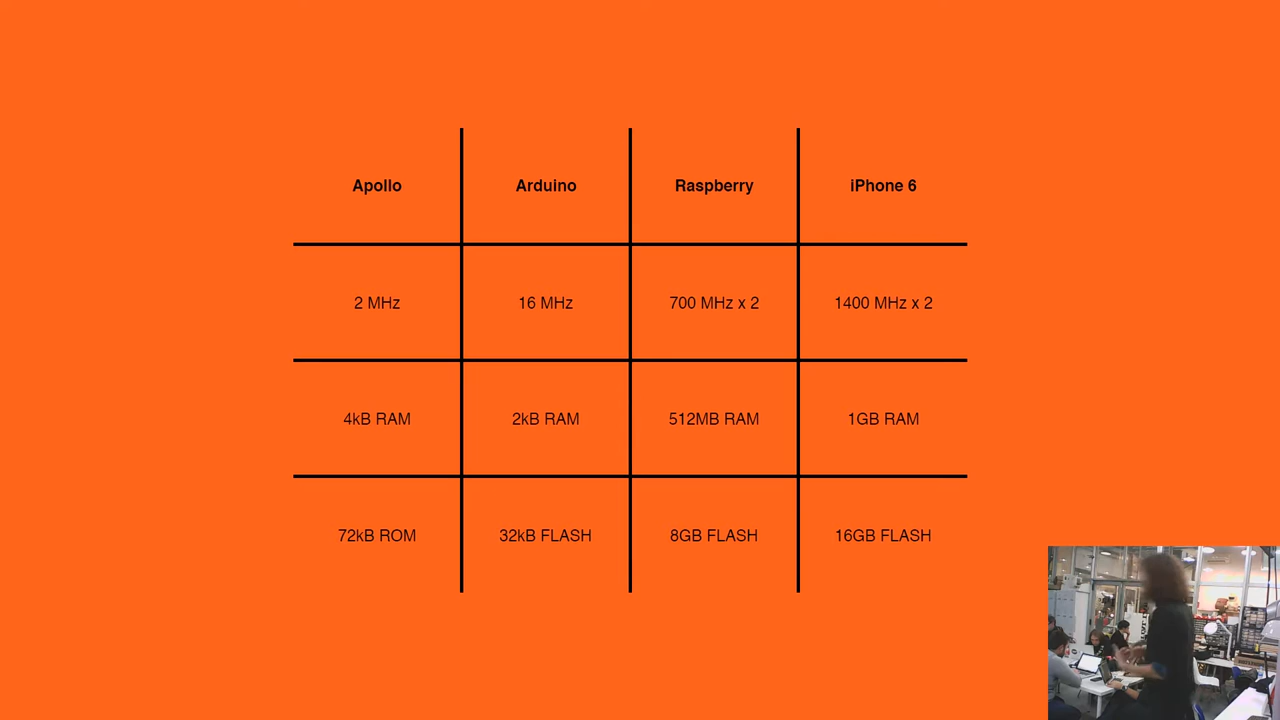 Apollo Arduino Raspberry iPhone 6
2 MHz 16 MHz 700 MHz x 2 1400 MHz x 2
4kB RAM 2kB RAM 512MB RAM 1GB RAM
72kB ROM 32kB FLASH 8GB FLASH 16GB FLASH